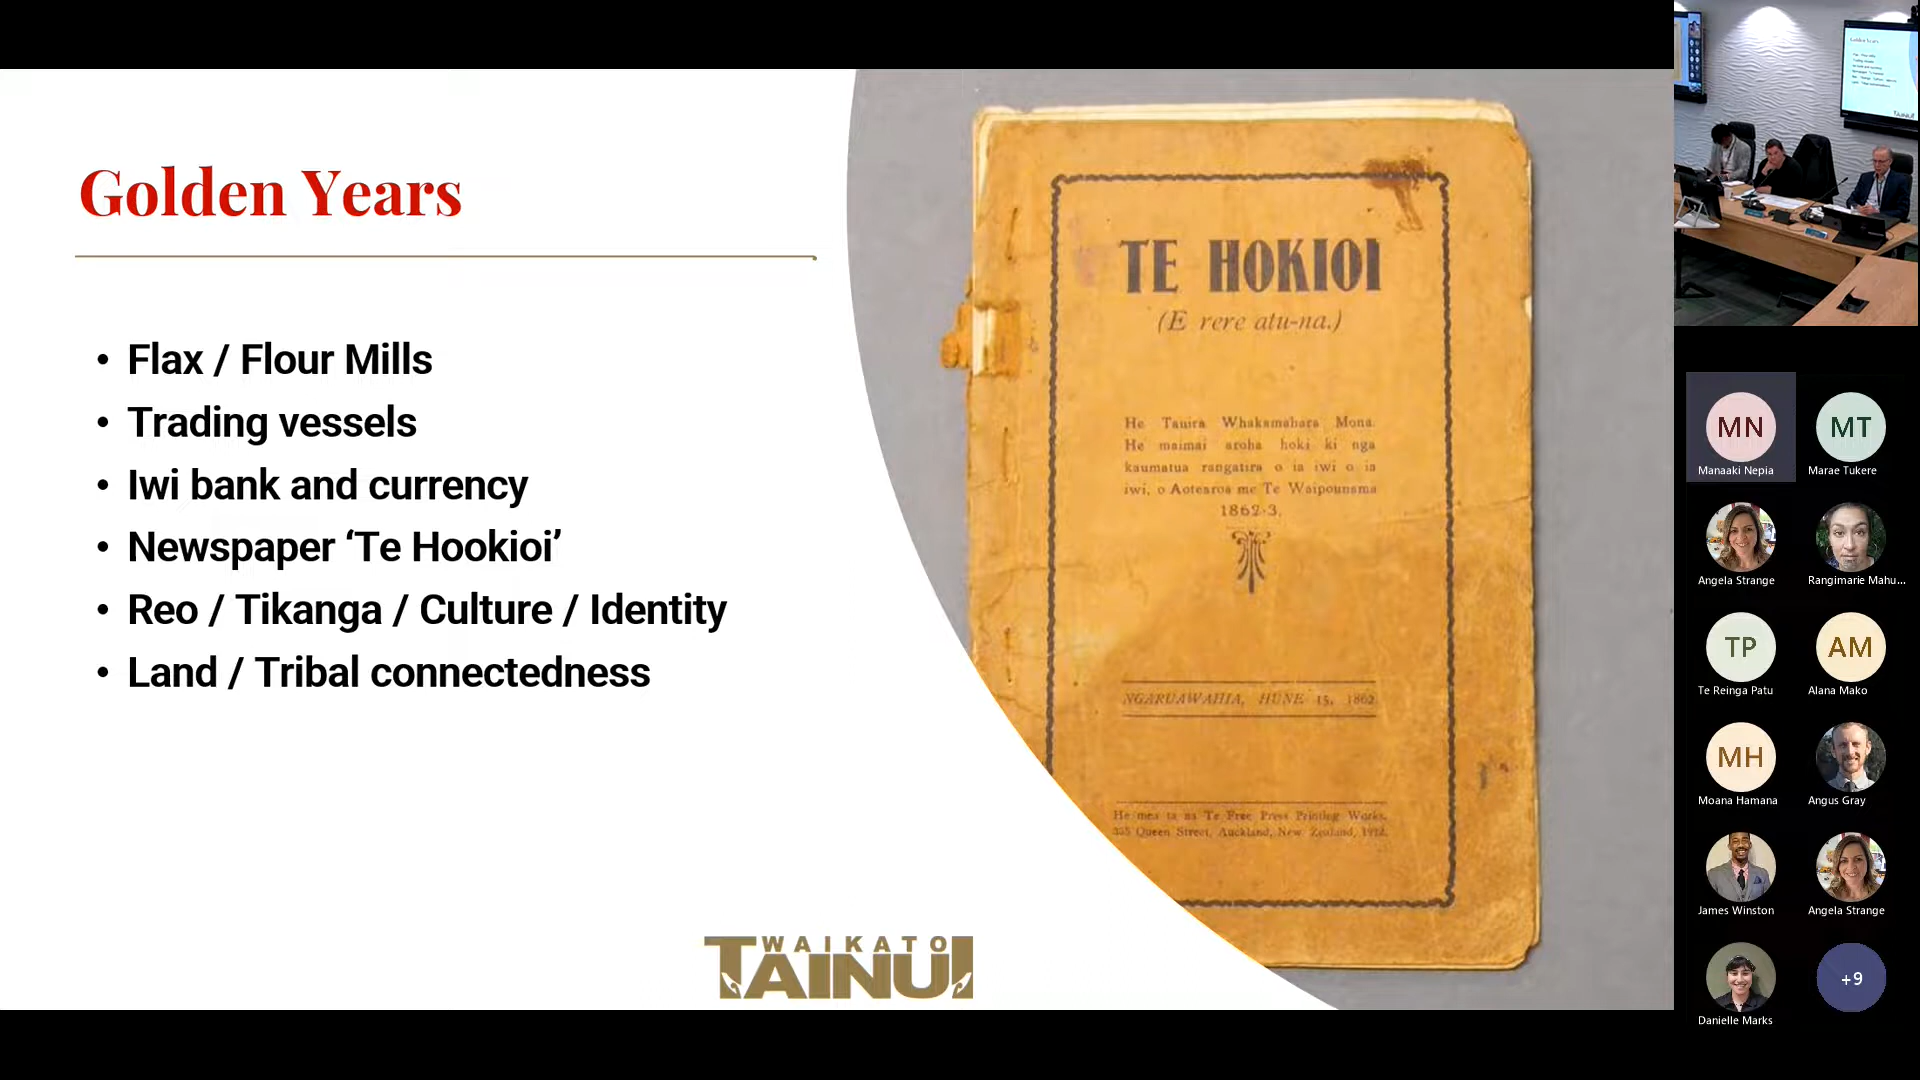 Golden Years
• Flax / Flour Mills
• Trading vessels
• Iwi bank and currency
• Newspaper ‘Te Hookioi’
• Reo / Tikanga / Culture / Identity
• Land / Tribal connectedness
WAIKATO
TAINUI
TE HOKIOI
(E rere atu-na.)
He Tauira Whakamahara Mona.
He maimai aroha hoki ki nga
kaumatua rangatira o ia iwi o ia
iwi, o Aotearoa me Te Waipounama
1862-3.
NGARUAWAHIA, HUNE 15, 1862
He mea ta na Te Free Press Printing Works,
Queen Street, Auckland, New Zealand,
Golden Years
MN
Manaaki Nepia
MT
Marae Tukere
Angela Strange
Rangimarie Mahu...
TP
Te Reinga Patu
AM
Alana Mako
MH
Moana Hamana
Angus Gray
James Winston
Angela Strange
Danielle Marks
+9